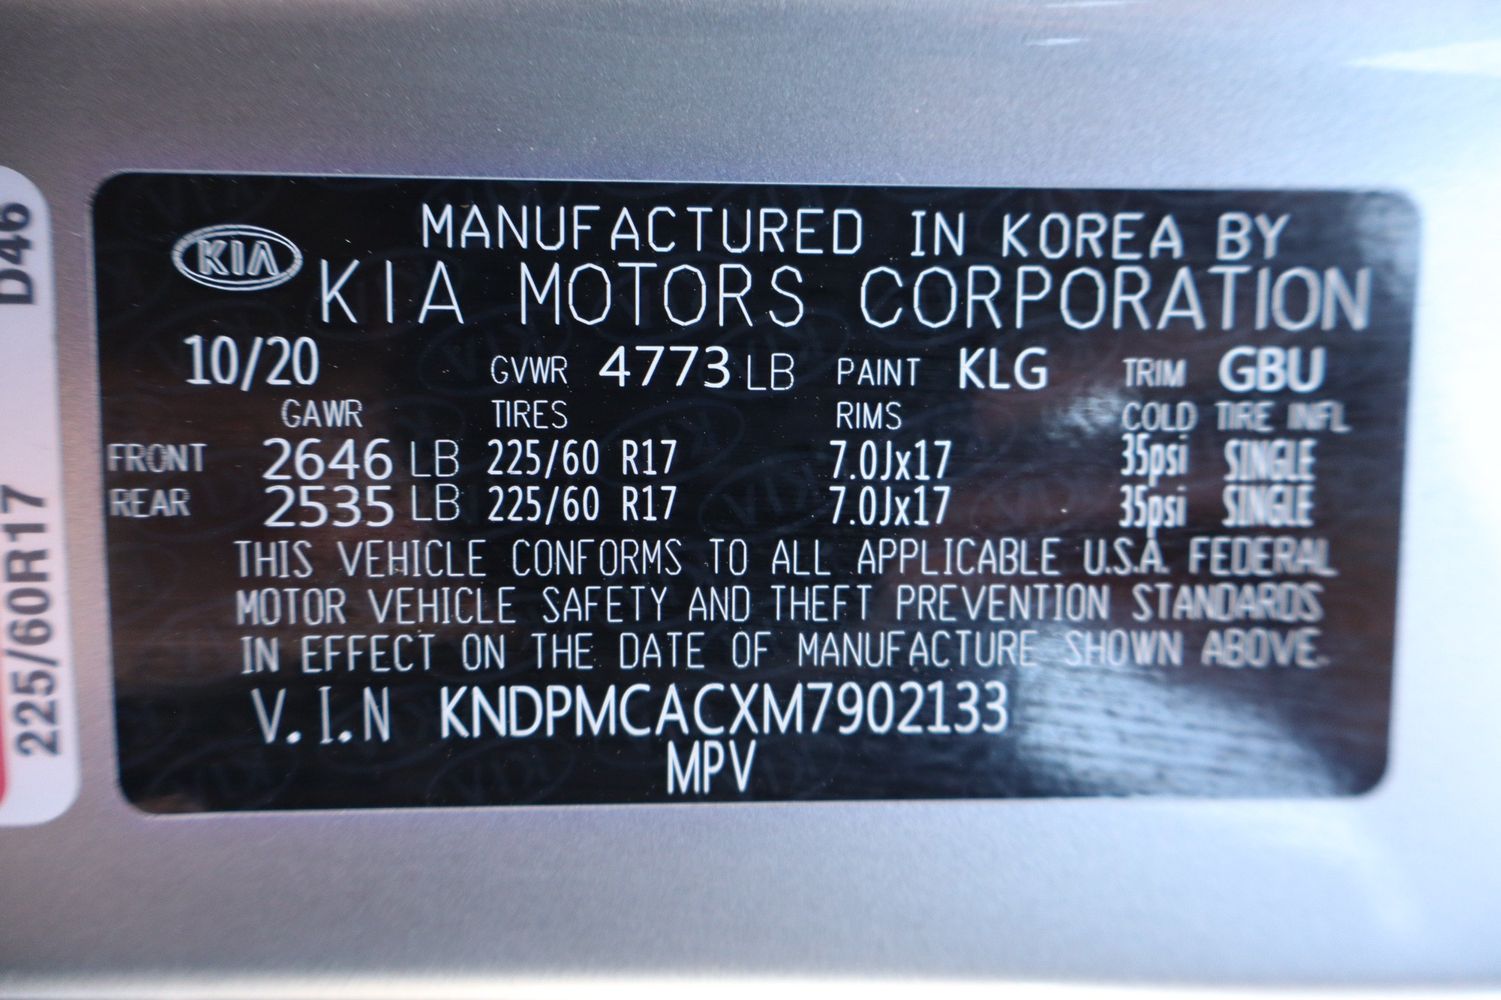 KIA
MANUFACTURED IN KOREA BY
KIA MOTORS CORPORATION
10/20 GVWR 4773 LB PAINT KLG TRIM GBU
GAWR TIRES RIMS COLD TIRE INFL
FRONT 2646 LB 225/60 R17 7.0Jx17 35psi SINGLE
REAR 2535 LB 225/60 R17 7.0Jx17 35psi SINGLE
THIS VEHICLE CONFORMS TO ALL APPLICABLE U.S.A. FEDERAL
MOTOR VEHICLE SAFETY AND THEFT PREVENTION STANDARDS
IN EFFECT ON THE DATE OF MANUFACTURE SHOWN ABOVE.
V.I.N KNDPMCACXM7902133
MPV
225/60R17 D46